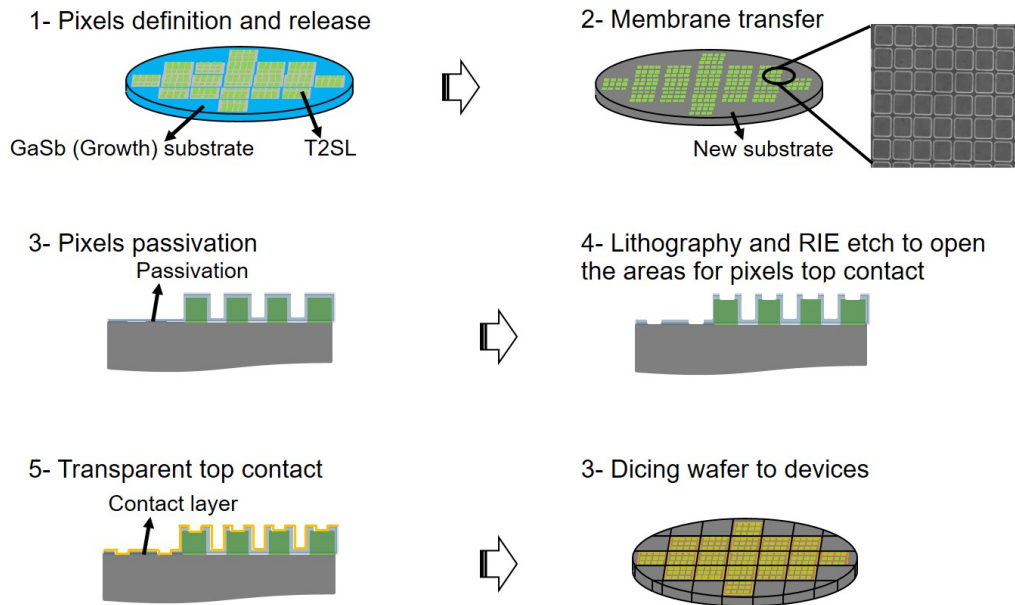 1- Pixels definition and release
2- Membrane transfer
GaSb (Growth) substrate
T2SL
New substrate
3- Pixels passivation
Passivation
4- Lithography and RIE etch to open
the areas for pixels top contact
5- Transparent top contact
Contact layer
3- Dicing wafer to devices